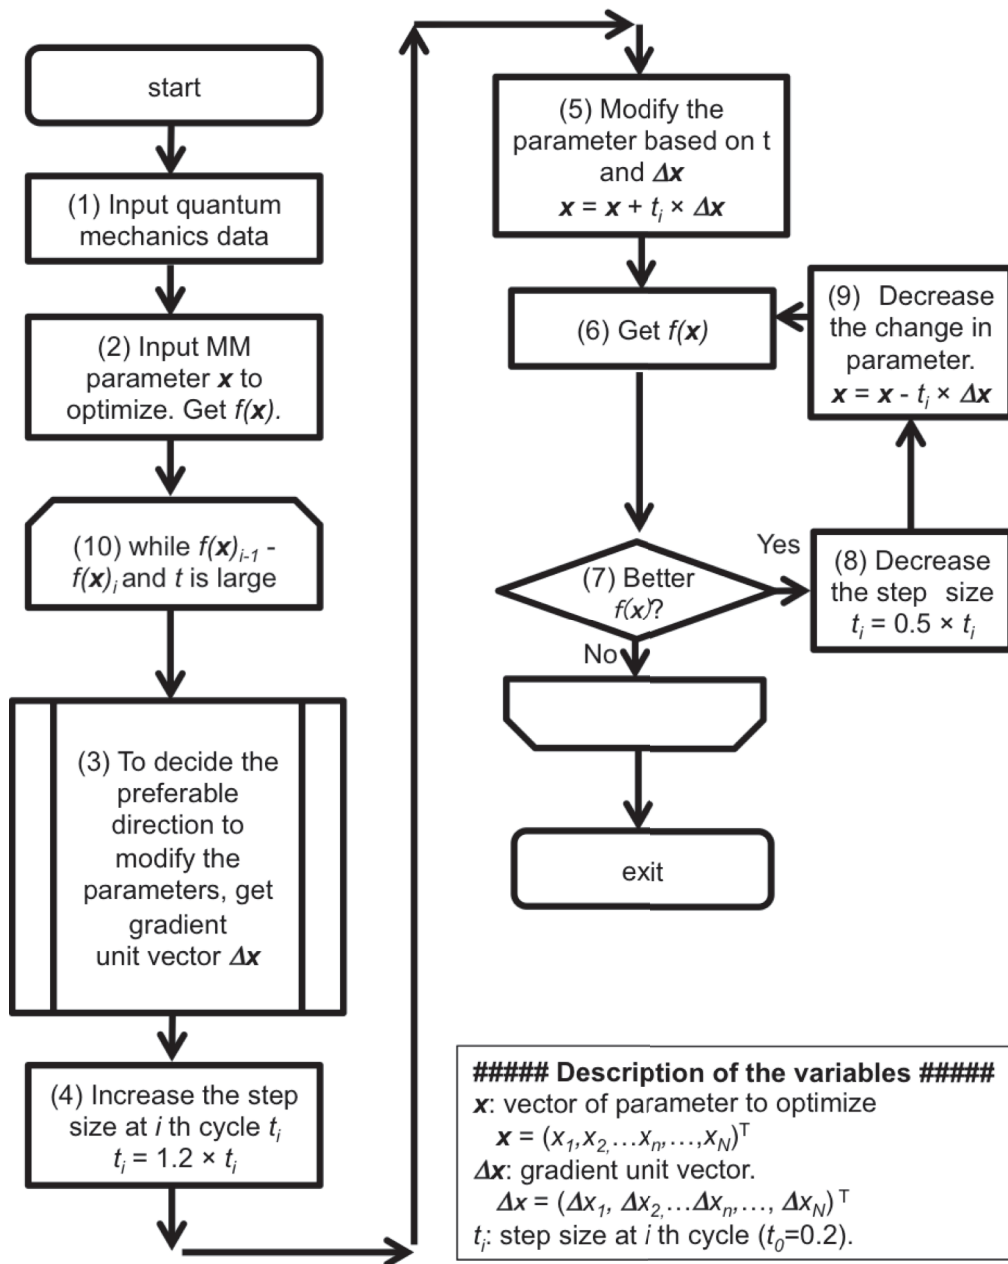 start
(1) Input quantum
mechanics data
(2) Input MM
parameter x to
optimize. Get f(x).
(10) while f(x)i-1 -
f(x)i and t is large
(3) To decide the
preferable
direction to
modify the
parameters, get
gradient
unit vector Δx
(4) Increase the step
size at i th cycle ti
ti = 1.2 × ti
(5) Modify the
parameter based on t
and Δx
x = x + ti × Δx
(6) Get f(x)
(7) Better
f(x)?
Yes
No
(8) Decrease
the step size
ti = 0.5 × ti
(9) Decrease
the change in
parameter.
x = x - ti × Δx
exit
##### Description of the variables #####
x: vector of parameter to optimize
x = (x1,x2,...xn,...,xN)T
Δx: gradient unit vector.
Δx = (Δx1, Δx2,...Δxn,..., ΔxN) T
ti: step size at i th cycle (t0=0.2).